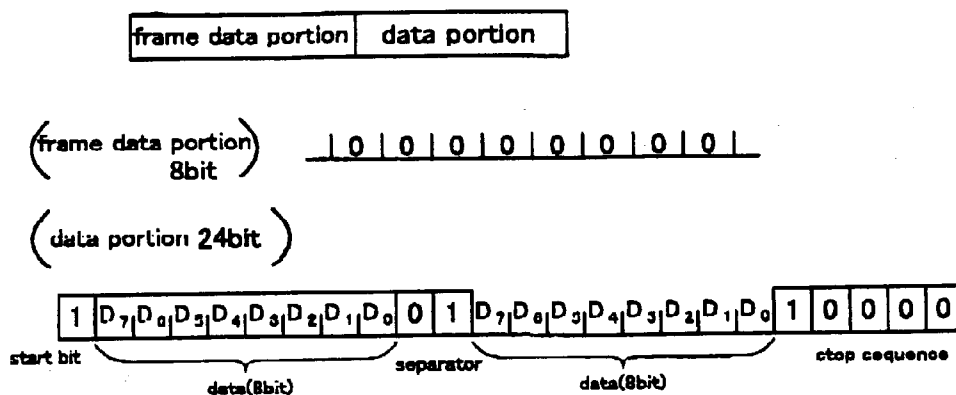 frame data portion data portion
(frame data portion 8bit) 0 0 0 0 0 0 0 0
(data portion 24bit)
1 D7 D6 D5 D4 D3 D2 D1 D0 0 1 D7 D6 D5 D4 D3 D2 D1 D0 1 0 0 0 0
start bit data(8bit) separator data(8bit) ctop cequence